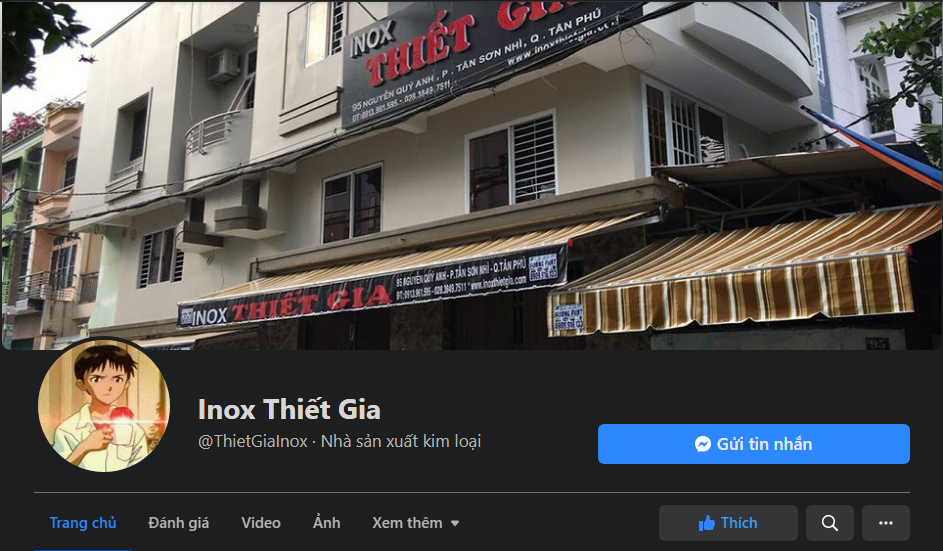 INOX THIẾT GIA
95 NGUYỄN QUÝ ANH, P. TÂN SƠN NHÌ, Q. TÂN PHÚ
ĐT:0913.961.595 - 028.3849.7511 * www.inoxthietgia.com
INOX THIẾT GIA
95 NGUYỄN QUÝ ANH - P.TÂN SƠN NHÌ - Q.TÂN PHÚ
ĐT:0913.961.595 - 028.3849.7511 * www.inoxthietgia.com
95
Inox Thiết Gia
@ThietGiaInox · Nhà sản xuất kim loại
Gửi tin nhắn
Trang chủ Đánh giá Video Ảnh Xem thêm Thích